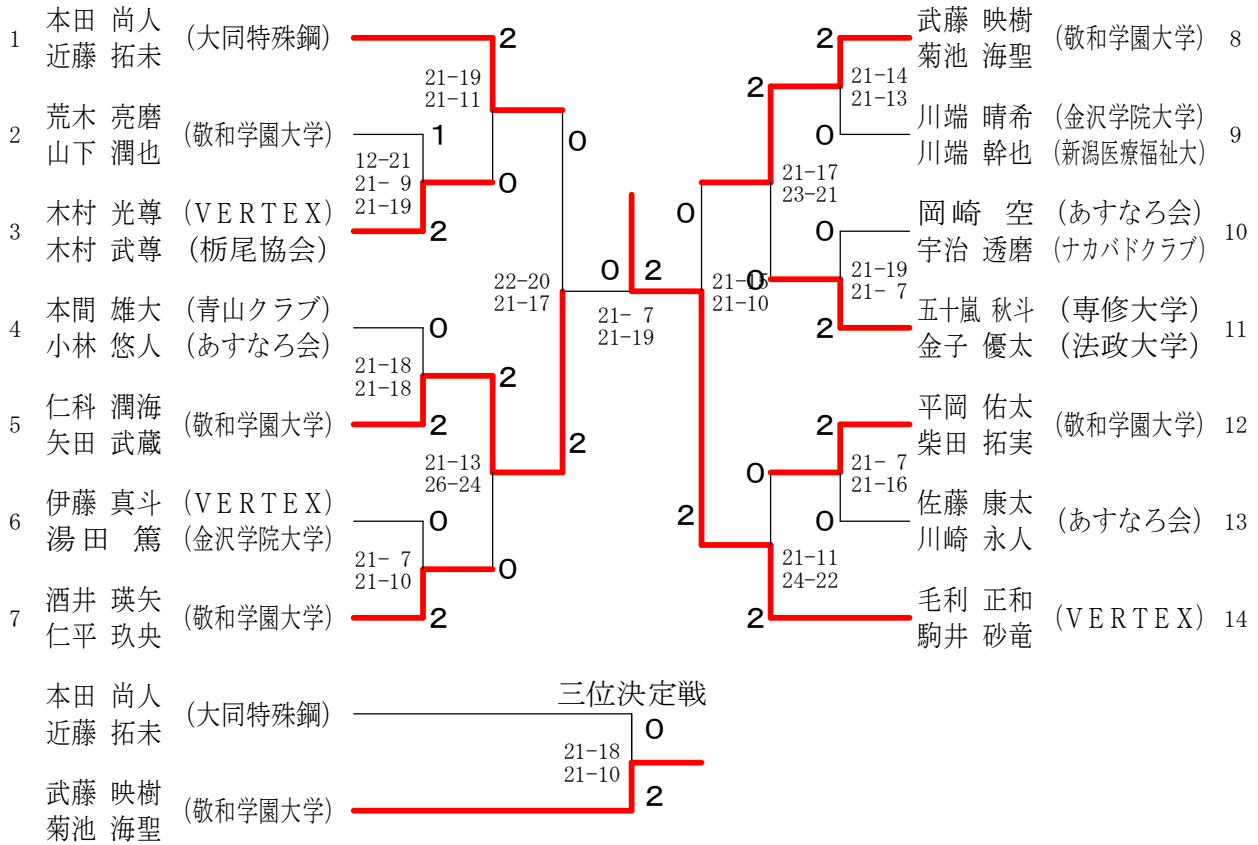 1 本田 尚人 近藤 拓未 (大同特殊鋼) 2
21-19
21-11
0
2 荒木 亮磨 山下 潤也 (敬和学園大学) 1
12-21
21- 9
21-19
0
3 木村 光尊 (VERTEX)
木村 武尊 (栃尾協会) 2
22-20
21-17
4 本間 雄大 (青山クラブ)
小林 悠人 (あすなろ会) 0
21-18
21-18
2
5 仁科 潤海 矢田 武蔵 (敬和学園大学) 2
21-13
26-24
2
6 伊藤 真斗 (VERTEX)
湯田 篤 (金沢学院大学) 0
21- 7
21-10
0
7 酒井 瑛矢 仁平 玖央 (敬和学園大学) 2
0 2
21- 7
21-19
2 武藤 映樹 菊池 海聖 (敬和学園大学) 8
2
21-14
21-13
0 川端 晴希 (金沢学院大学)
川端 幹也 (新潟医療福祉大) 9
21-17
23-21
0
0 岡崎 空 (あすなろ会)
宇治 透磨 (ナカバドクラブ) 10
0
21-19
21- 7
21-15
21-10
2 五十嵐 秋斗 (専修大学)
金子 優太 (法政大学) 11
2 平岡 佑太 柴田 拓実 (敬和学園大学) 12
0
21- 7
21-16
2
0 佐藤 康太 川崎 永人 (あすなろ会) 13
21-11
24-22
2 毛利 正和 駒井 砂竜 (VERTEX) 14
三位決定戦
本田 尚人 近藤 拓未 (大同特殊鋼) 0
21-18
21-10
武藤 映樹 菊池 海聖 (敬和学園大学) 2